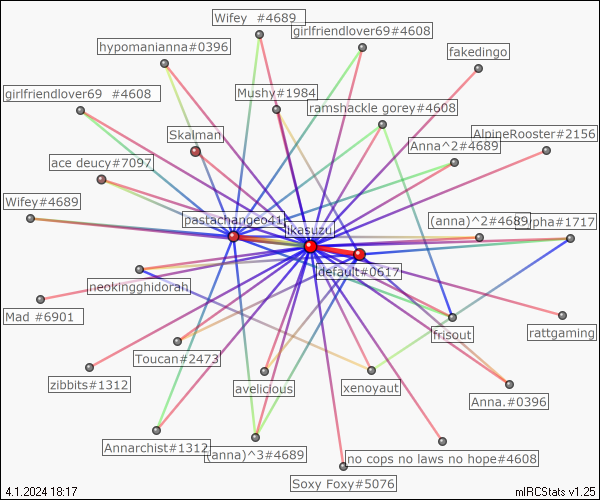 Wifey  #4689
girlfriendlover69#4608
hypomanianna#0396
fakedingo
girlfriendlover69  #4608
Mushy#1984
ramshackle gorey#4608
Skalman
AlpineRooster#2156
Anna^2#4689
ace deucy#7097
Wifey#4689
pastachangeo41
ikasuzu
(anna)^2#4689
#1717
default#0617
neokingghidorah
Mad #6901
frisout
rattgaming
Toucan#2473
zibbits#1312
avelicious
xenoyaut
Anna.#0396
Annarchist#1312
(anna)^3#4689
no cops no laws no hope#4608
Soxy Foxy#5076
4.1.2024 18:17
mIRCStats v1.25